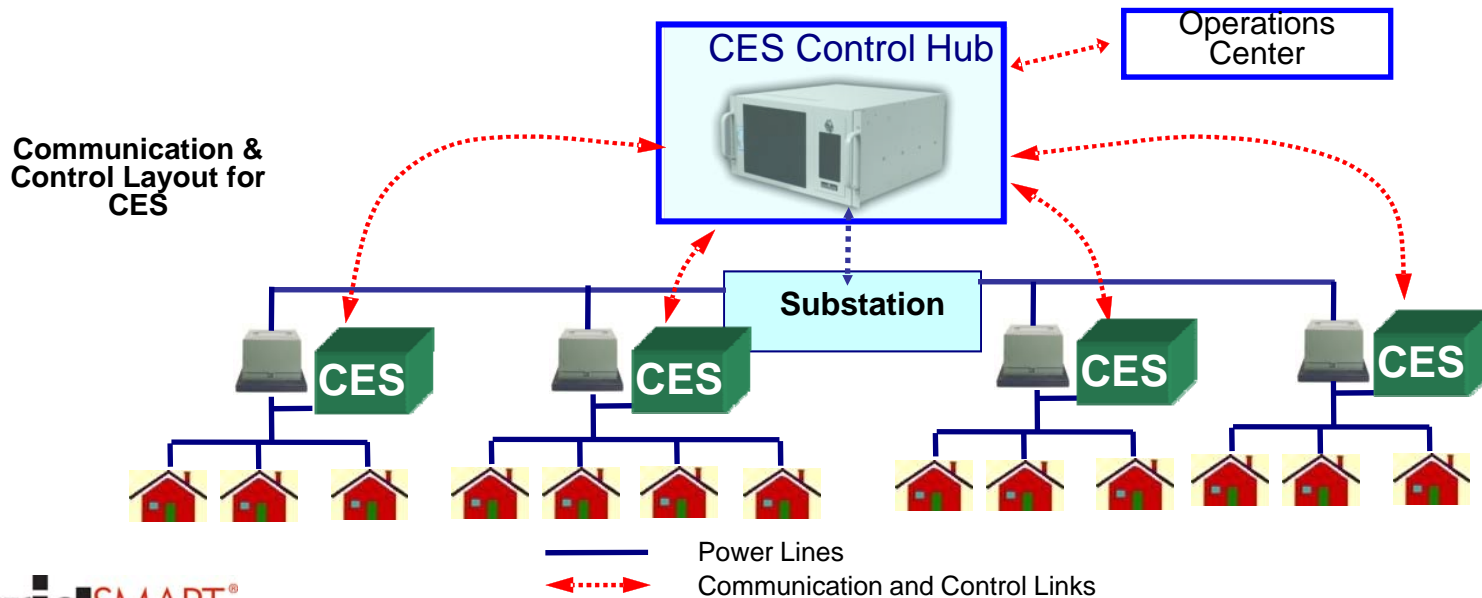 CES Control Hub
Operations
Center
Communication &
Control Layout for
CES
Substation
CES
CES
CES
CES
Power Lines
Communication and Control Links
SMART®